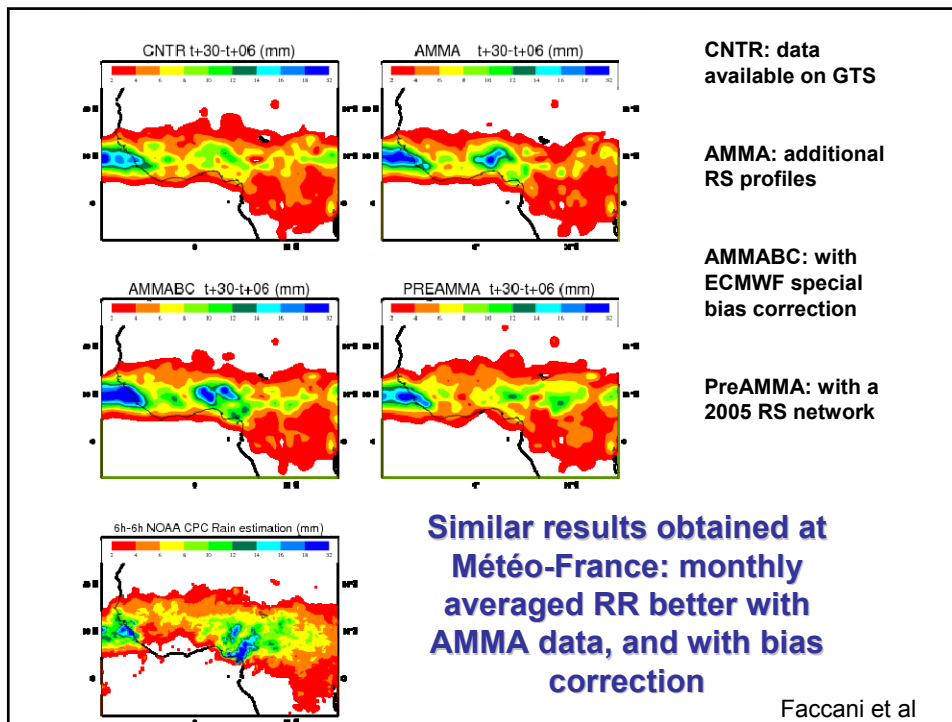 CNTR t+30-t+06 (mm)
AMMA t+30-t+06 (mm)
CNTR: data
available on GTS
AMMA: additional
RS profiles
AMMABC: with
ECMWF special
bias correction
PreAMMA: with a
2005 RS network
AMMABC t+30-t+06 (mm)
PREAMMA t+30-t+06 (mm)
6h-6h NOAA CPC Rain estimation (mm)
Similar results obtained at
Météo-France: monthly
averaged RR better with
AMMA data, and with bias
correction
Faccani et al